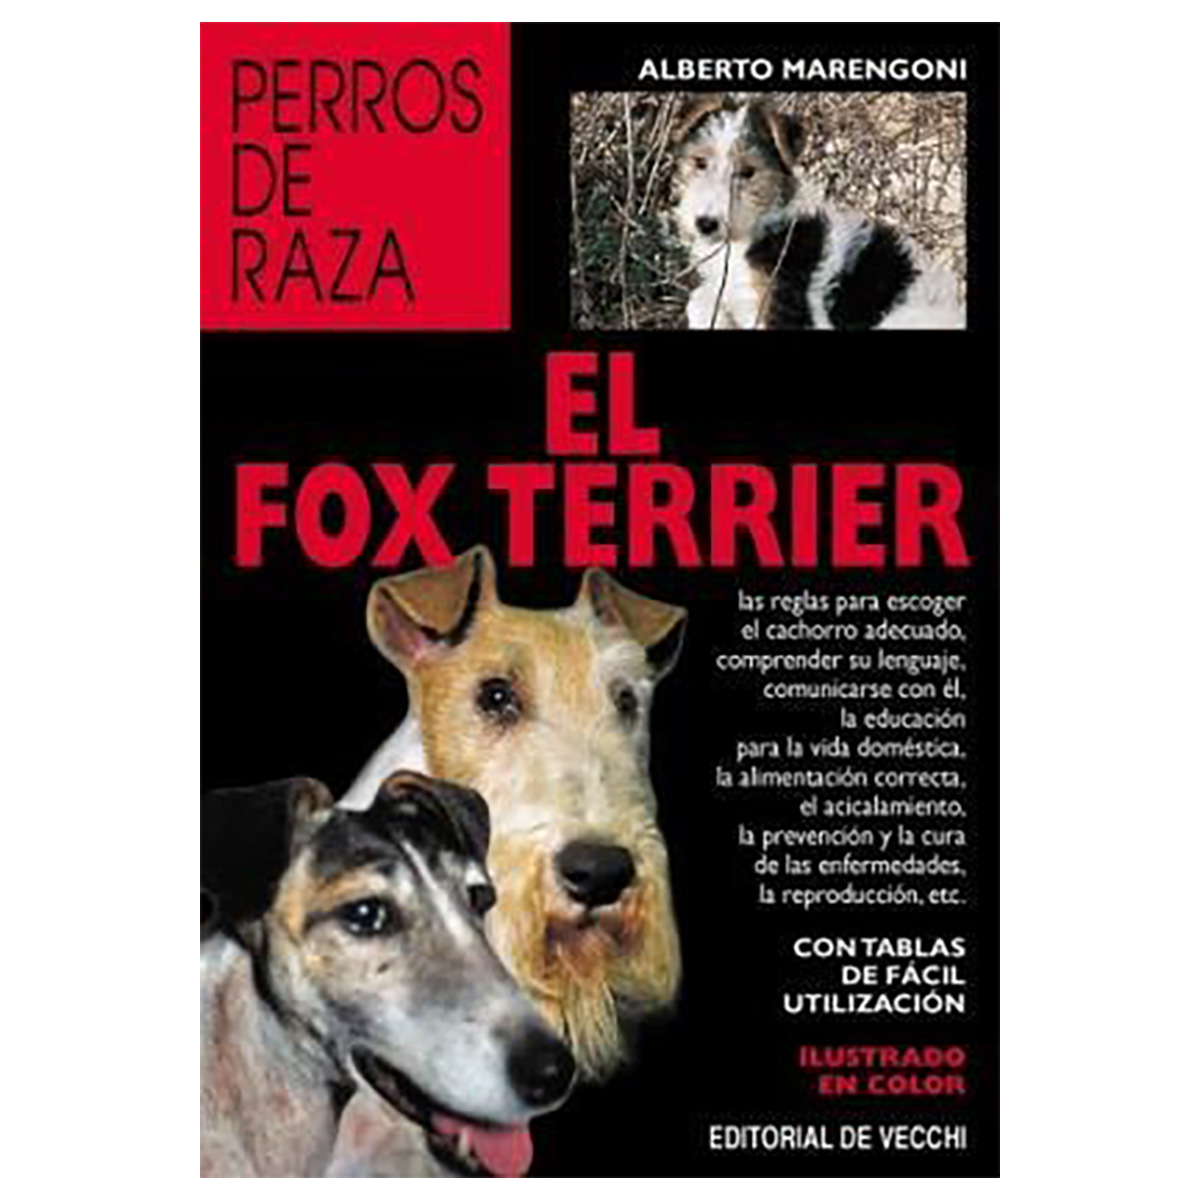 PERROS
DE
RAZA
ALBERTO MARENGONI
EL
FOX TERRIER
las reglas para escoger
el cachorro adecuado,
comprender su lenguaje,
comunicarse con él,
la educación
para la vida doméstica,
la alimentación correcta,
el acicalamiento,
la prevención y la cura
de las enfermedades,
la reproducción, etc.
CON TABLAS
DE FÁCIL
UTILIZACIÓN
ILUSTRADO
EN COLOR
EDITORIAL DE VECCHI